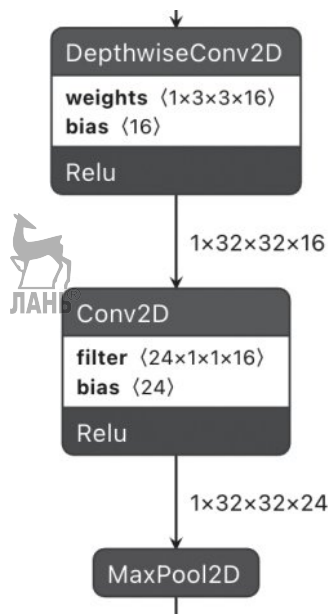 DepthwiseConv2D
weights ⟨1×3×3×16⟩
bias ⟨16⟩
Relu
1×32×32×16
ЛАНЬ®
Conv2D
filter ⟨24×1×1×16⟩
bias ⟨24⟩
Relu
1×32×32×24
MaxPool2D